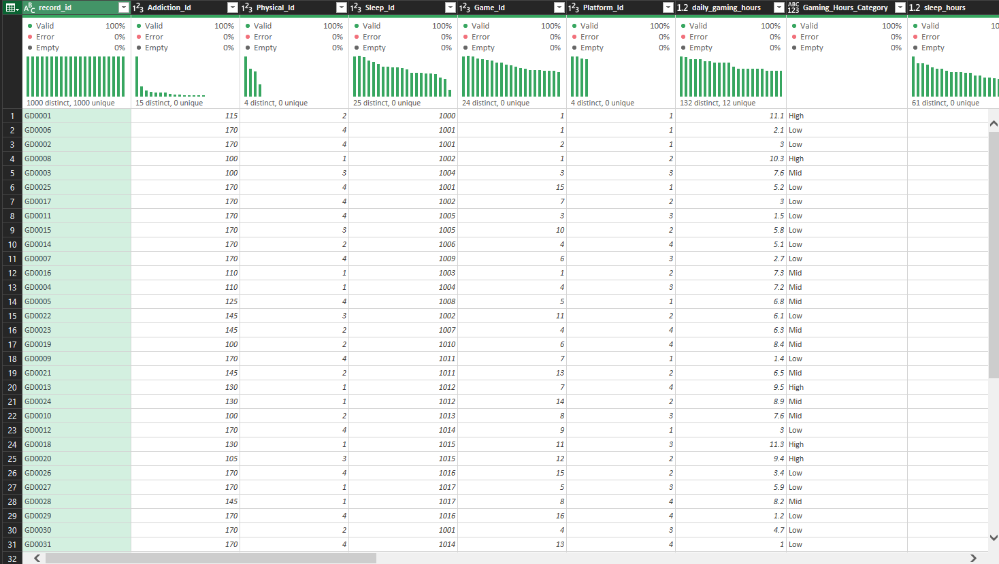 record_id Addiction_Id Physical_Id Sleep_Id Game_Id Platform_Id 1.2 daily_gaming_hours Gaming_Hours_Category 1.2 sleep_hours
Valid 100% Valid 100% Valid 100% Valid 100% Valid 100% Valid 100% Valid 100% Valid 100% Valid 10
Error 0% Error 0% Error 0% Error 0% Error 0% Error 0% Error 0% Error 0% Error
Empty 0% Empty 0% Empty 0% Empty 0% Empty 0% Empty 0% Empty 0% Empty 0% Empty
1000 distinct, 1000 unique 15 distinct, 0 unique 4 distinct, 0 unique 25 distinct, 0 unique 24 distinct, 0 unique 4 distinct, 0 unique 132 distinct, 12 unique 61 distinct, 0 unique
1 GD0001 115 2 1000 1 1 11.1 High
2 GD0006 170 4 1001 1 1 2.1 Low
3 GD0002 170 4 1001 2 1 3 Low
4 GD0008 100 1 1002 1 2 10.3 High
5 GD0003 100 3 1004 3 3 7.6 Mid
6 GD0025 170 4 1001 15 1 5.2 Low
7 GD0017 170 4 1002 7 2 3 Low
8 GD0011 170 4 1005 3 3 1.5 Low
9 GD0015 170 3 1005 10 2 5.8 Low
10 GD0014 170 2 1006 4 4 5.1 Low
11 GD0007 170 4 1009 6 3 2.7 Low
12 GD0016 110 1 1003 1 2 7.3 Mid
13 GD0004 110 1 1004 4 3 7.2 Mid
14 GD0005 125 4 1008 5 1 6.8 Mid
15 GD0022 145 3 1002 11 2 6.1 Low
16 GD0023 145 2 1007 4 4 6.3 Mid
17 GD0019 100 2 1010 6 4 8.4 Mid
18 GD0009 170 4 1011 7 1 1.4 Low
19 GD0021 145 2 1011 13 2 6.5 Mid
20 GD0013 130 1 1012 7 4 9.5 High
21 GD0024 130 1 1012 14 2 8.9 Mid
22 GD0010 100 2 1013 8 3 7.6 Mid
23 GD0012 170 4 1014 9 1 3 Low
24 GD0018 130 1 1015 11 3 11.3 High
25 GD0020 105 3 1015 12 2 9.4 High
26 GD0026 170 4 1016 15 2 3.4 Low
27 GD0027 170 1 1017 5 3 5.9 Low
28 GD0028 145 1 1017 8 4 8.2 Mid
29 GD0029 170 4 1016 16 4 1.2 Low
30 GD0030 170 2 1001 4 3 4.7 Low
31 GD0031 170 4 1014 13 4 1 Low
32